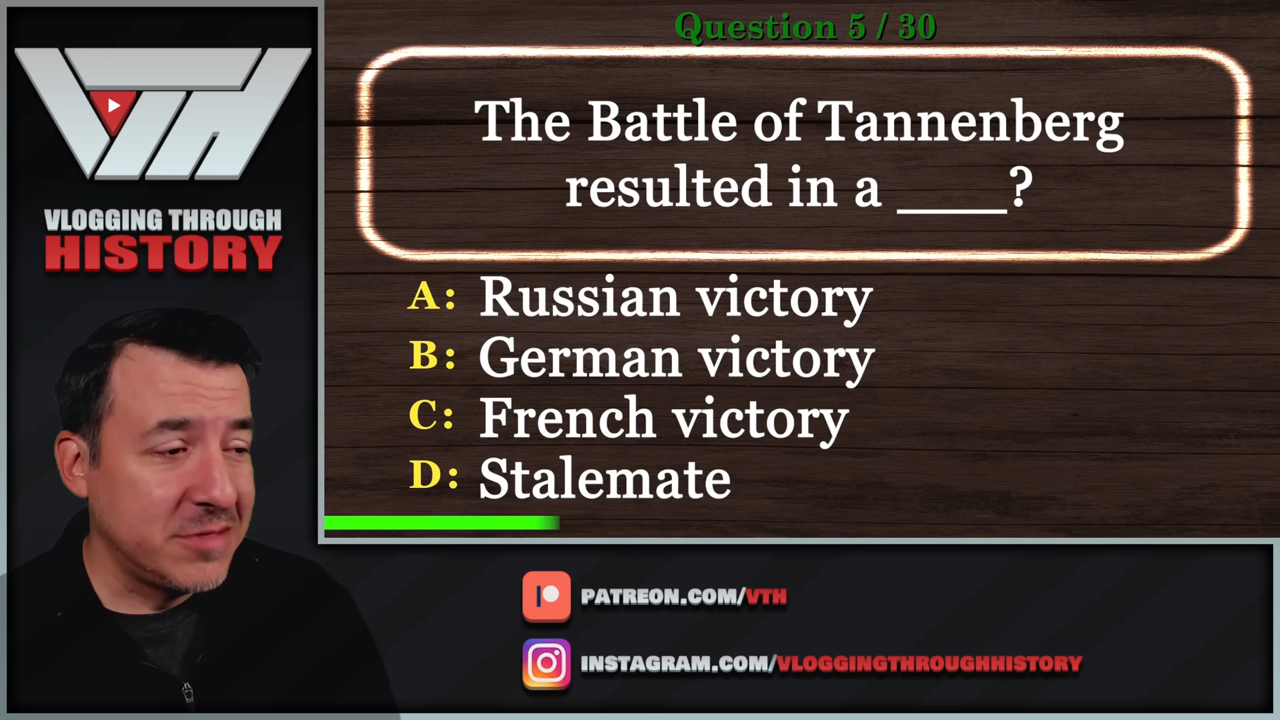 VTH
VLOGGING THROUGH
HISTORY
Question 5 / 30
The Battle of Tannenberg
resulted in a ____?
A: Russian victory
B: German victory
C: French victory
D: Stalemate
PATREON.COM/VTH
INSTAGRAM.COM/VLOGGINGTHROUGHHISTORY